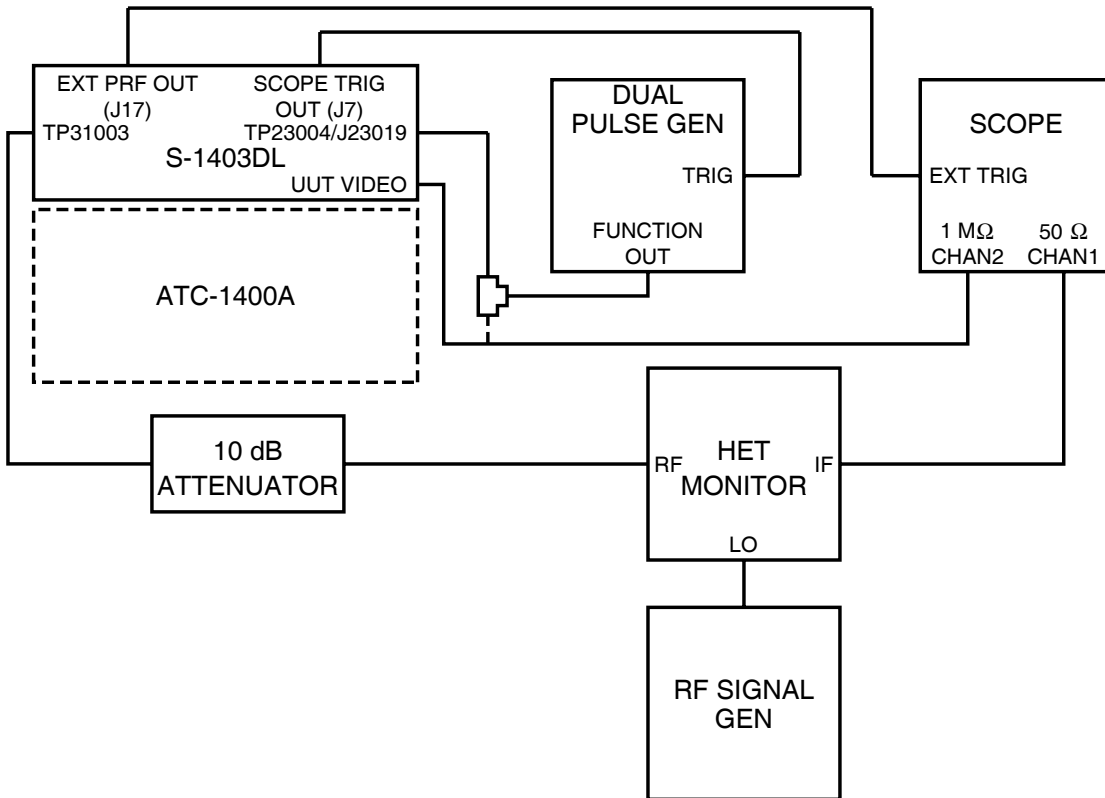 EXT PRF OUT
(J17)
SCOPE TRIG
OUT (J7)
TP31003
TP23004/J23019
S-1403DL
UUT VIDEO
ATC-1400A
DUAL
PULSE GEN
TRIG
FUNCTION
OUT
SCOPE
EXT TRIG
1 MΩ
CHAN2
50 Ω
CHAN1
10 dB
ATTENUATOR
RF
HET
MONITOR
IF
LO
RF SIGNAL
GEN